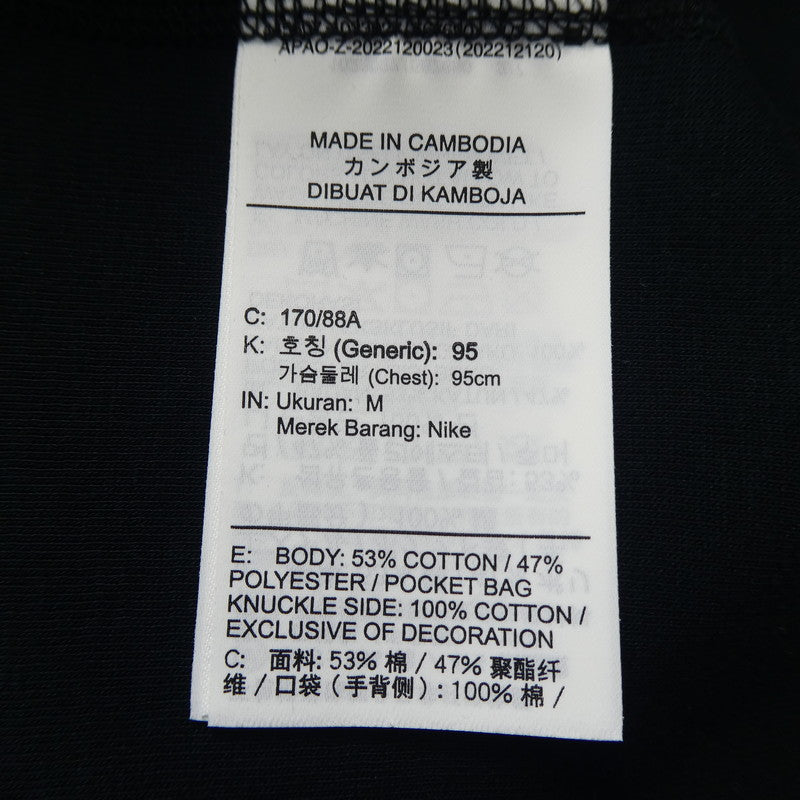 APAO-Z-2022120023(202212120)
MADE IN CAMBODIA
カンボジア製
DIBUAT DI KAMBOJA
C: 170/88A
K: 호칭 (Generic): 95
가슴둘레 (Chest): 95cm
IN: Ukuran: M
Merek Barang: Nike
E: BODY: 53% COTTON / 47%
POLYESTER / POCKET BAG
KNUCKLE SIDE: 100% COTTON /
EXCLUSIVE OF DECORATION
C: 面料: 53% 棉 / 47% 聚酯纤
维 / 口袋（手背侧）: 100% 棉 /